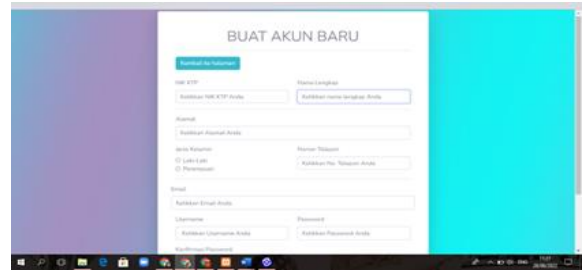 BUAT AKUN BARU
Kembali ke halaman
NIK KTP
Nama Lengkap
Ketikkan NIK KTP Anda
Ketikkan nama lengkap Anda
Alamat
Ketikkan Alamat Anda
Jenis Kelamin
Nomor Telepon
Laki-Laki
Ketikkan No. Telepon Anda
Perempuan
Email
Ketikkan Email Anda
Username
Password
Ketikkan Username Anda
Ketikkan Password Anda
Konfirmasi Password